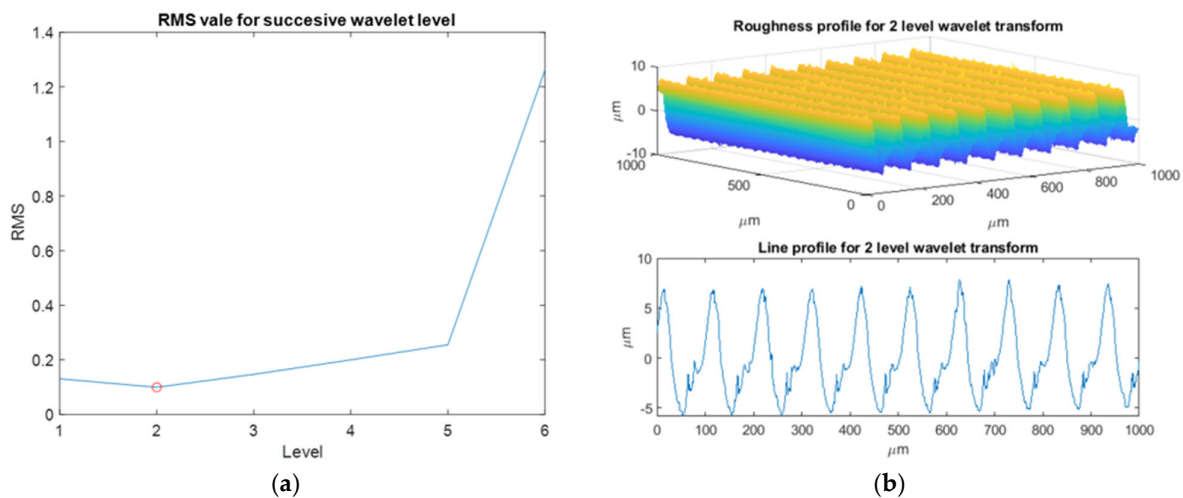 RMS vale for succesive wavelet level
1.4
1.2
1
0.8
0.6
0.4
0.2
0
RMS
1 2 3 4 5 6
Level
(a)
Roughness profile for 2 level wavelet transform
10
0
-10
μm
1000
500
0
μm
0
200
400
600
800
1000
μm
Line profile for 2 level wavelet transform
10
5
0
-5
μm
0 100 200 300 400 500 600 700 800 900 1000
μm
(b)